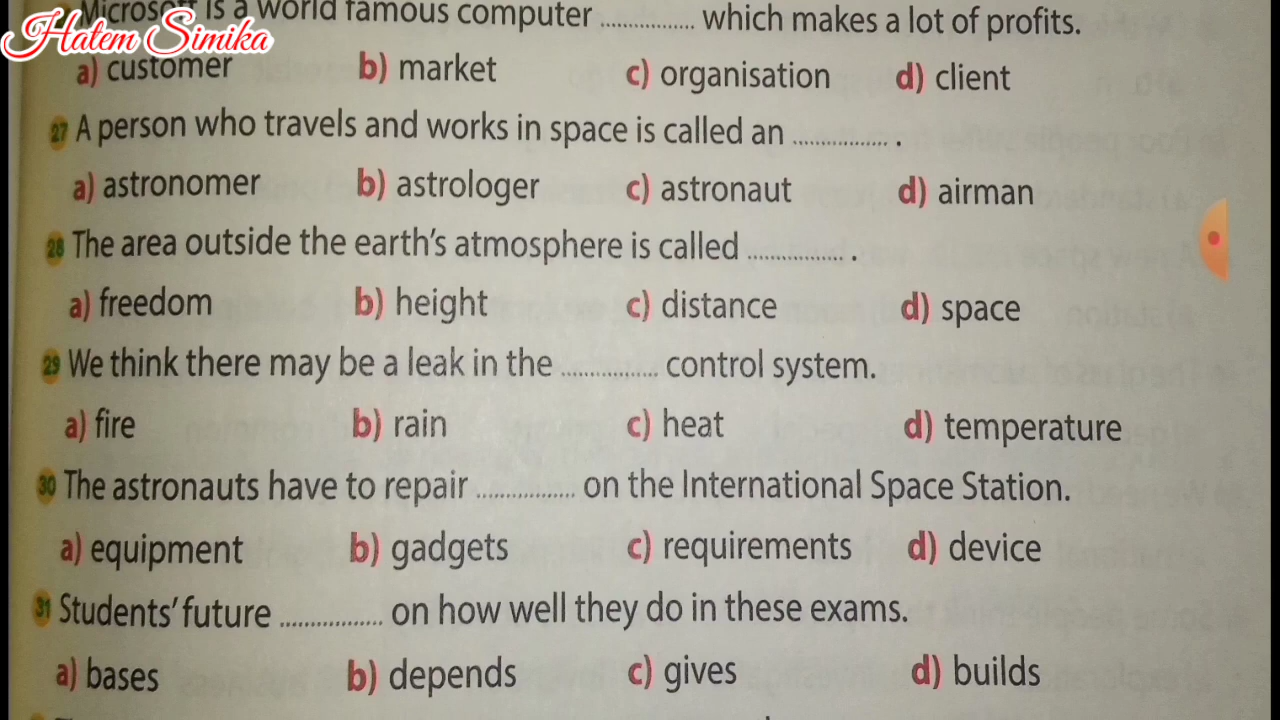 Microsoft is a world famous computer ............... which makes a lot of profits.
Hatem Simika
a) customer b) market c) organisation d) client
27 A person who travels and works in space is called an ............... .
a) astronomer b) astrologer c) astronaut d) airman
28 The area outside the earth's atmosphere is called ............... .
a) freedom b) height c) distance d) space
29 We think there may be a leak in the ............... control system.
a) fire b) rain c) heat d) temperature
30 The astronauts have to repair ............... on the International Space Station.
a) equipment b) gadgets c) requirements d) device
31 Students' future ............... on how well they do in these exams.
a) bases b) depends c) gives d) builds